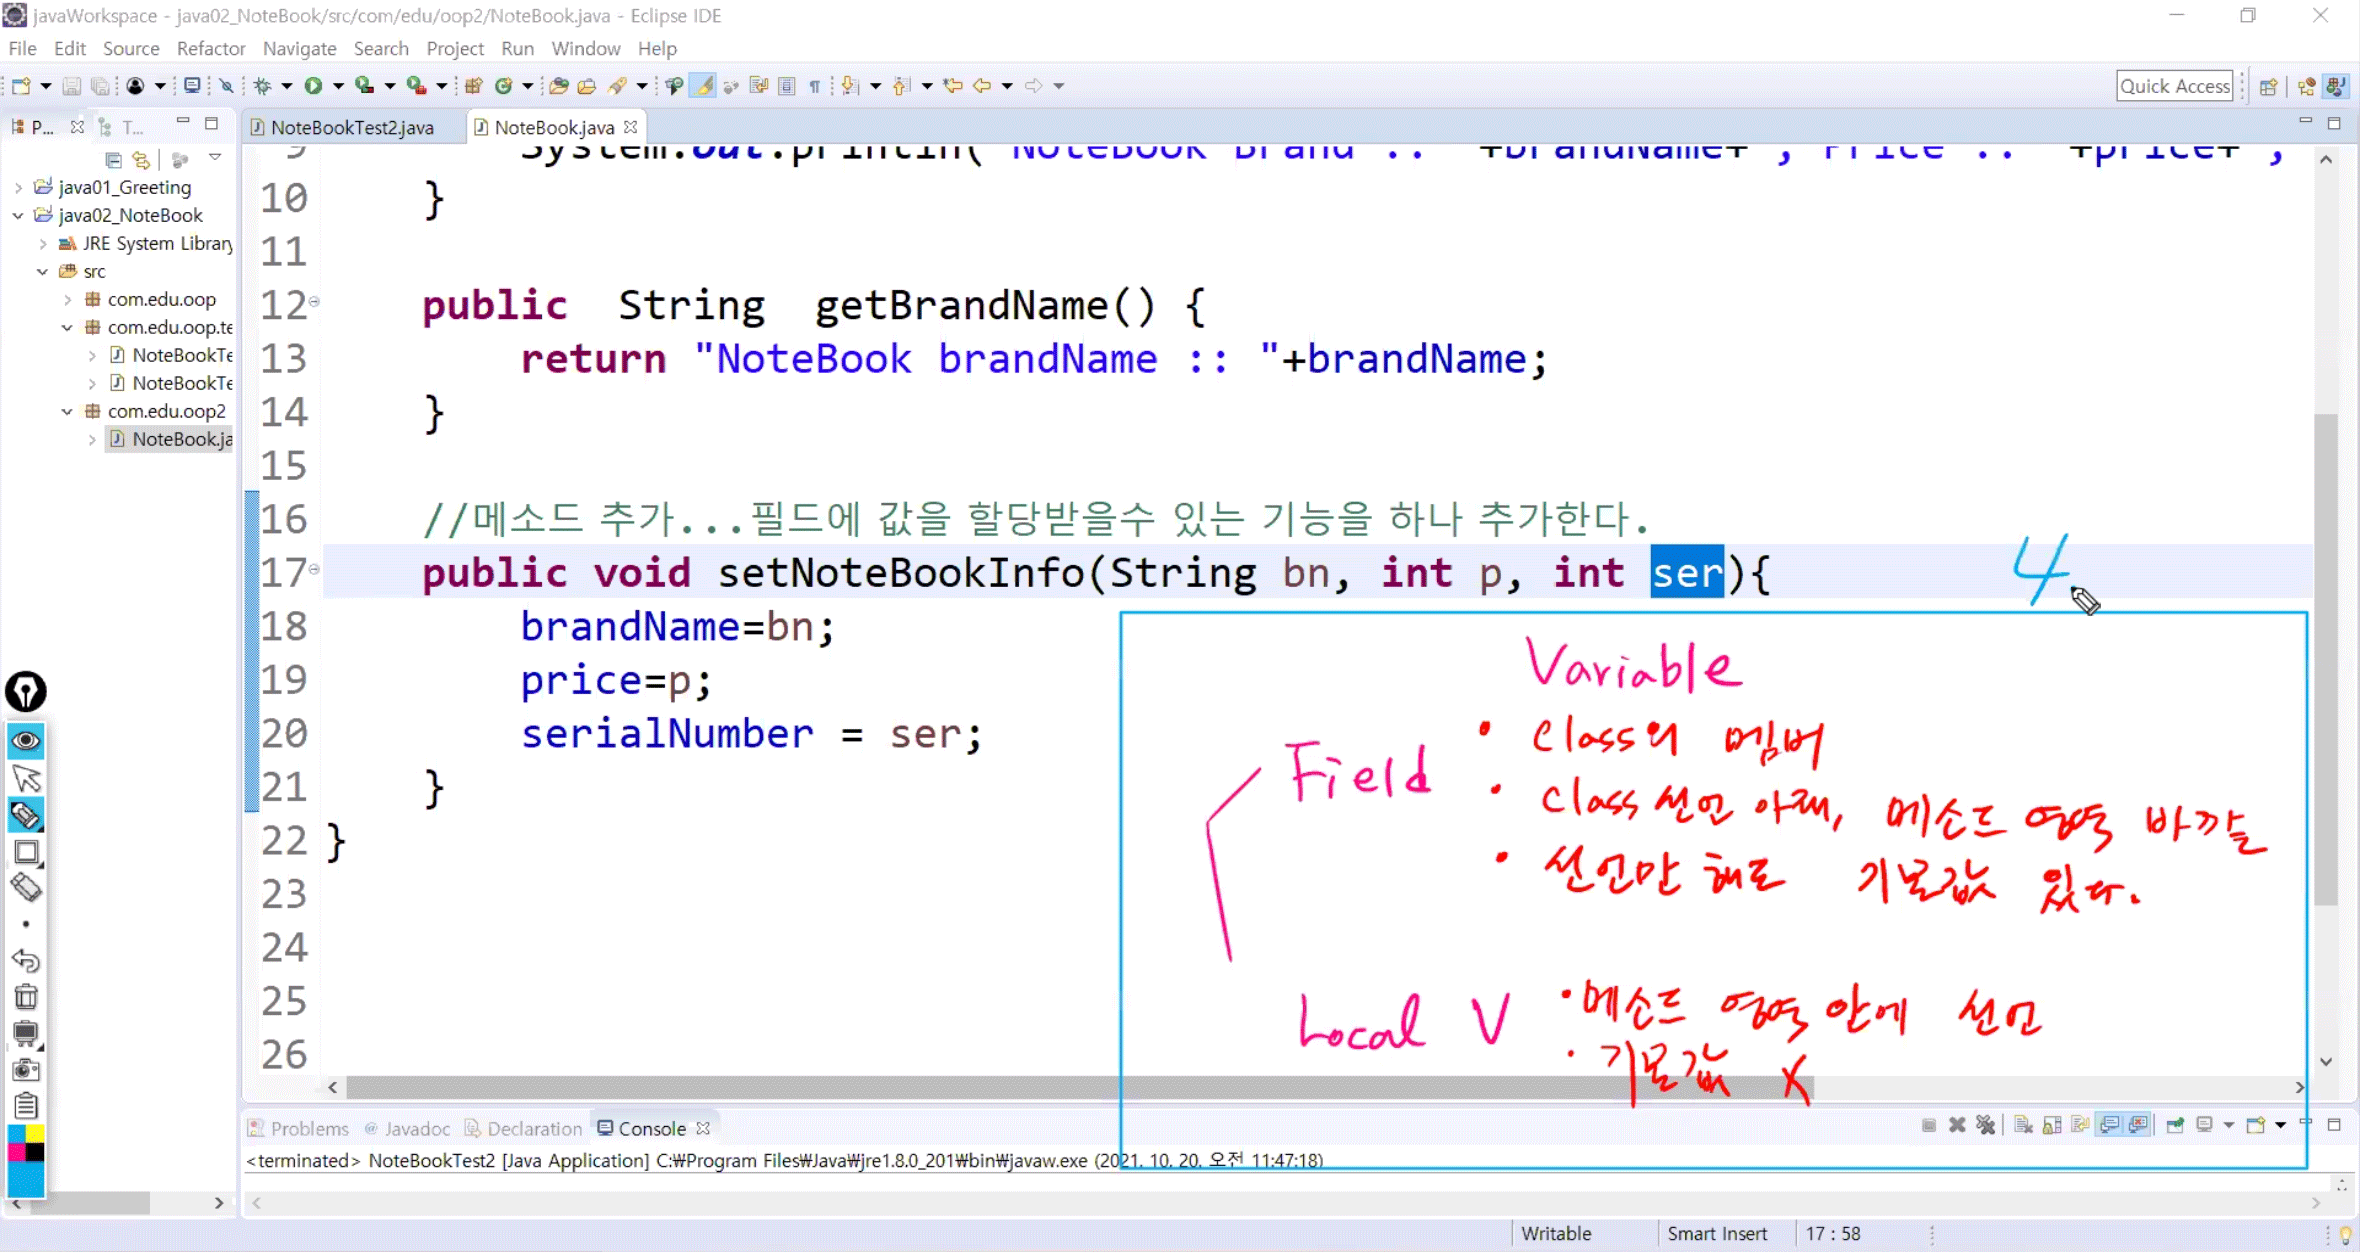 javaWorkspace - java02_NoteBook/src/com/edu/oop2/NoteBook.java - Eclipse IDE
File Edit Source Refactor Navigate Search Project Run Window Help
Quick Access
P... T...
NoteBookTest2.java NoteBook.java
java01_Greeting
java02_NoteBook
JRE System Library
src
com.edu.oop
com.edu.oop.te
NoteBookTe
NoteBookTe
com.edu.oop2
NoteBook.ja
9 System.out.println("NoteBook Brand :: "+brandName+", Price :: "+price+",
10 }
11
12 public String getBrandName() {
13 return "NoteBook brandName :: "+brandName;
14 }
15
16 //메소드 추가...필드에 값을 할당받을수 있는 기능을 하나 추가한다.
17 public void setNoteBookInfo(String bn, int p, int ser){
18 brandName=bn;
19 price=p;
20 serialNumber = ser;
21 }
22 }
23
24
25
26
4
Variable
Field
• Class의 멤버
• Class 선언 아래, 메소드 영역 바깥
• 선언만 해도 기본값 있다.
Local V
• 메소드 영역 안에 선언
• 기본값 X
Problems @ Javadoc Declaration Console
<terminated> NoteBookTest2 [Java Application] C:₩Program Files₩Java₩jre1.8.0_201₩bin₩javaw.exe (2021. 10. 20. 오전 11:47:18)
Writable Smart Insert 17 : 58